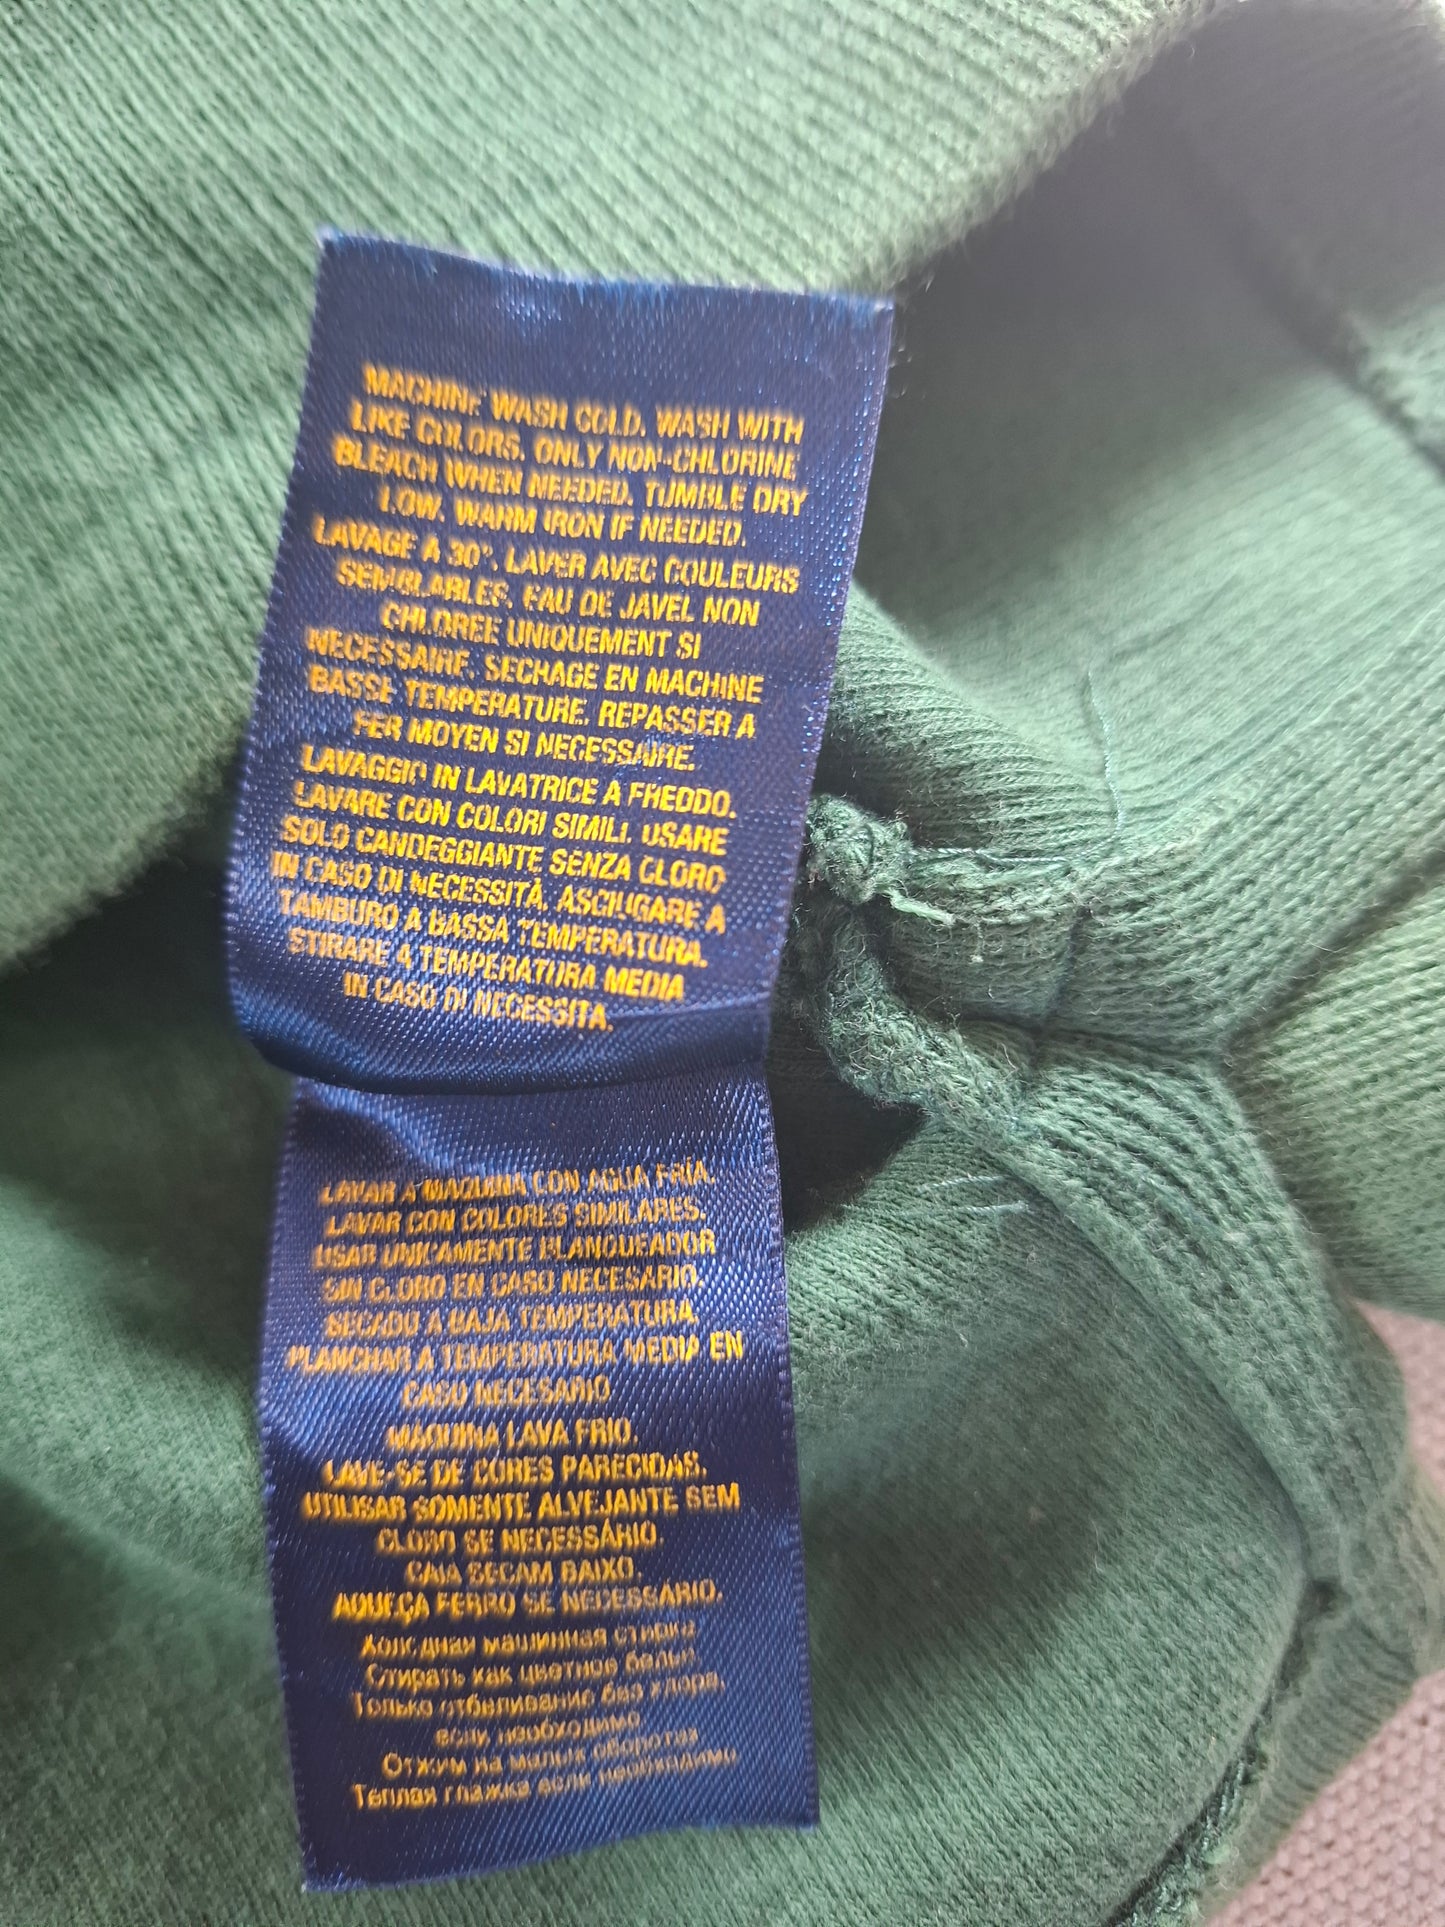 MACHINE WASH COLD. WASH WITH
LIKE COLORS. ONLY NON-CHLORINE
BLEACH WHEN NEEDED. TUMBLE DRY
LOW. WARM IRON IF NEEDED.
LAVAGE A 30°. LAVER AVEC COULEURS
SEMBLABLES. EAU DE JAVEL NON
CHLOREE UNIQUEMENT SI
NECESSAIRE. SECHAGE EN MACHINE
BASSE TEMPERATURE. REPASSER A
FER MOYEN SI NECESSAIRE.
LAVAGGIO IN LAVATRICE A FREDDO.
LAVARE CON COLORI SIMILI. USARE
SOLO CANDEGGIANTE SENZA CLORO
IN CASO DI NECESSITÀ. ASCIUGARE A
TAMBURO A BASSA TEMPERATURA.
STIRARE A TEMPERATURA MEDIA
IN CASO DI NECESSITA.
LAVAR A MAQUINA CON AGUA FRÍA.
LAVAR CON COLORES SIMILARES.
USAR UNICAMENTE BLANQUEADOR
SIN CLORO EN CASO NECESARIO.
SECADO A BAJA TEMPERATURA
PLANCHAR A TEMPERATURA MEDIA EN
CASO NECESARIO
MAQUINA LAVA FRIO.
LAVE-SE DE CORES PARECIDAS.
UTILISAR SOMENTE ALVEJANTE SEM
CLORO SE NECESSÁRIO.
CAIA SECAM BAIXO.
AQUEÇA FERRO SE NECESSÁRIO.
Холодная машинная стирка
Стирать как цветное белье
Только отбеливание без хлора,
если необходимо
Отжим на малых оборотах
Теплая глажка если необходимо